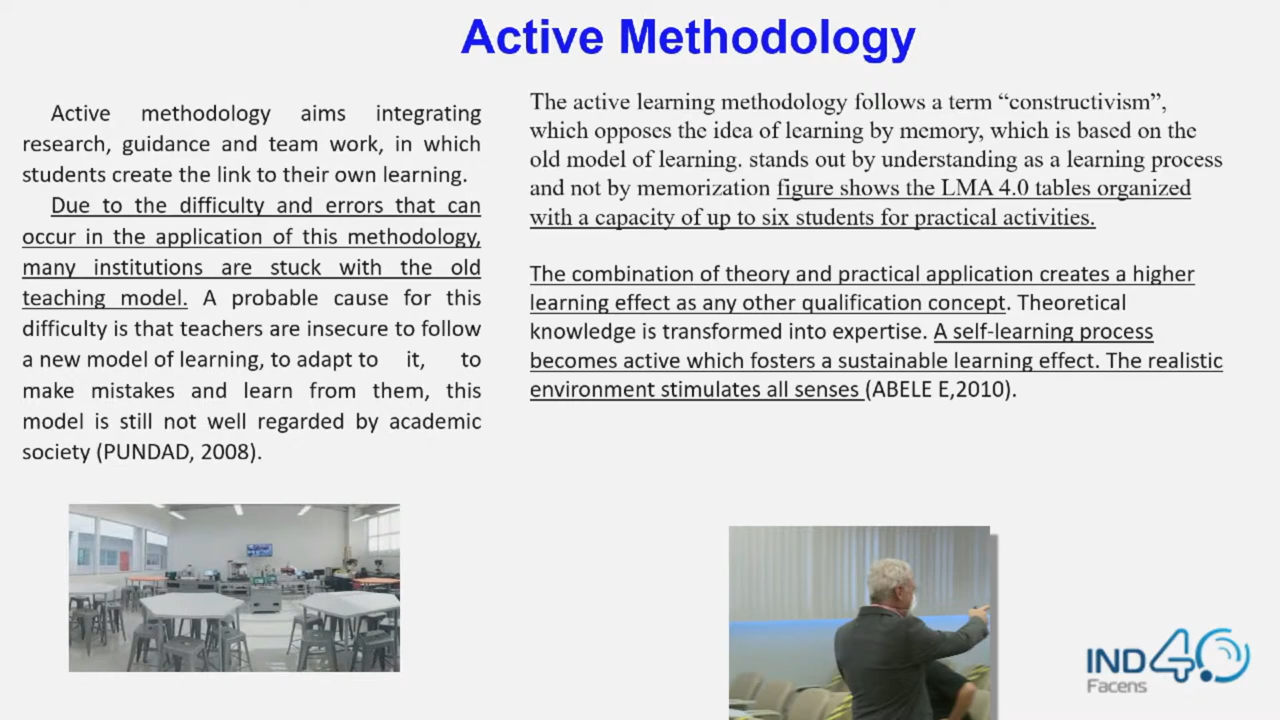 Active Methodology
Active methodology aims integrating
research, guidance and team work, in which
students create the link to their own learning.
Due to the difficulty and errors that can
occur in the application of this methodology,
many institutions are stuck with the old
teaching model. A probable cause for this
difficulty is that teachers are insecure to follow
a new model of learning, to adapt to it, to
make mistakes and learn from them, this
model is still not well regarded by academic
society (PUNDAD, 2008).
The active learning methodology follows a term “constructivism”,
which opposes the idea of learning by memory, which is based on the
old model of learning. stands out by understanding as a learning process
and not by memorization figure shows the LMA 4.0 tables organized
with a capacity of up to six students for practical activities.
The combination of theory and practical application creates a higher
learning effect as any other qualification concept. Theoretical
knowledge is transformed into expertise. A self-learning process
becomes active which fosters a sustainable learning effect. The realistic
environment stimulates all senses (ABELE E,2010).
IND 4.0
Facens